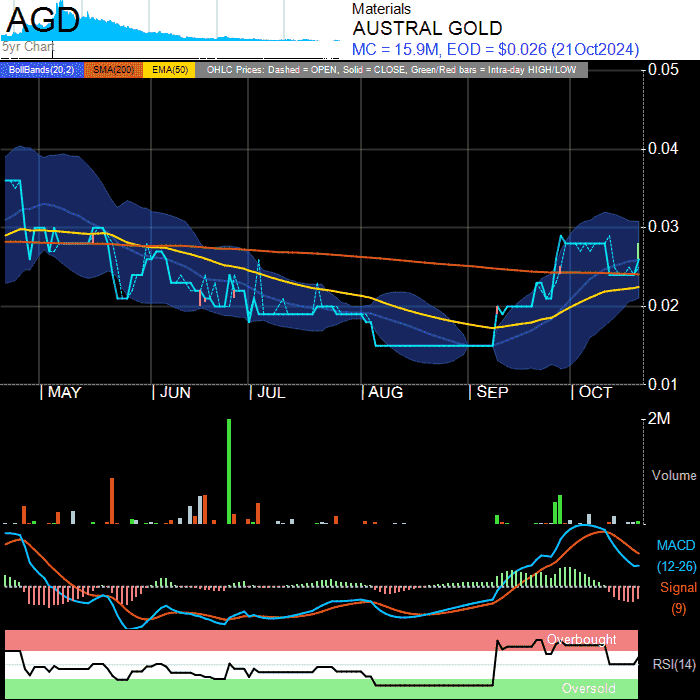 AGD
5yr Chart
Materials
AUSTRAL GOLD
MC = 15.9M, EOD = $0.026 (21Oct2024)
BollBands(20,2) SMA(200) EMA(50) OHLC Prices: Dashed = OPEN, Solid = CLOSE, Green/Red bars = Intra-day HIGH/LOW
0.05
0.04
0.03
0.02
0.01
MAY JUN JUL AUG SEP OCT
2M
Volume
MACD
(12-26)
Signal
(9)
Overbought
RSI(14)
Oversold